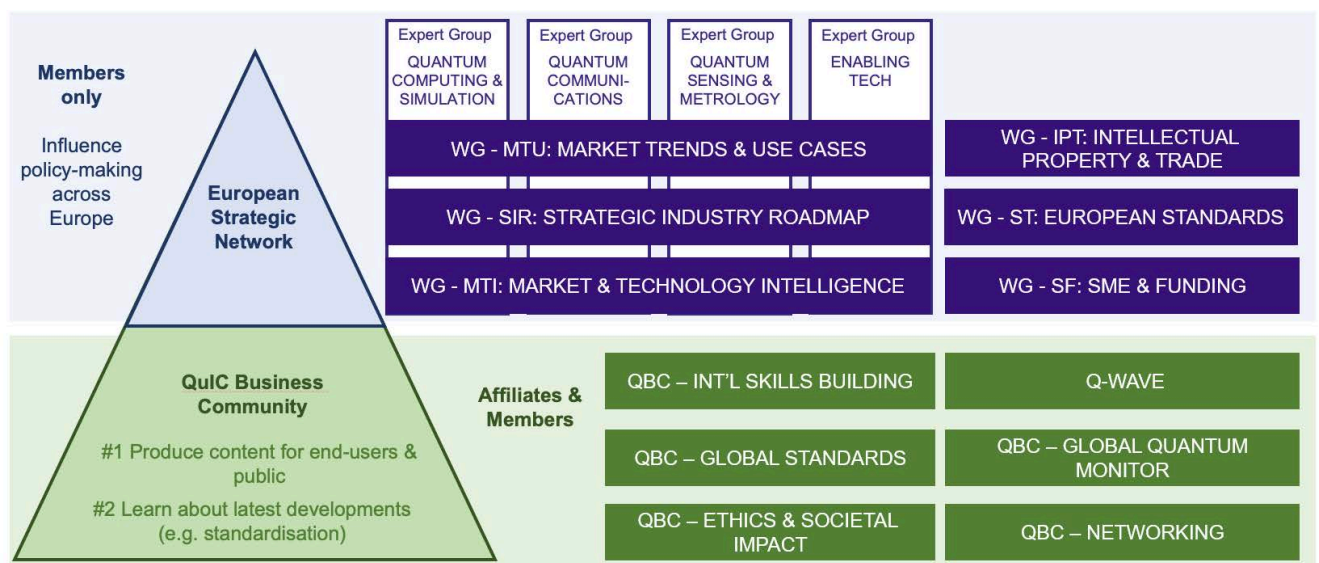 Members
only
Influence
policy-making
across
Europe
European
Strategic
Network
Expert Group
QUANTUM
COMPUTING &
SIMULATION
Expert Group
QUANTUM
COMMUNI-
CATIONS
Expert Group
QUANTUM
SENSING &
METROLOGY
Expert Group
ENABLING
TECH
WG - MTU: MARKET TRENDS & USE CASES
WG - SIR: STRATEGIC INDUSTRY ROADMAP
WG - MTI: MARKET & TECHNOLOGY INTELLIGENCE
WG - IPT: INTELLECTUAL
PROPERTY & TRADE
WG - ST: EUROPEAN STANDARDS
WG - SF: SME & FUNDING
QuIC Business
Community
#1 Produce content for end-users &
public
#2 Learn about latest developments
(e.g. standardisation)
Affiliates &
Members
QBC – INT'L SKILLS BUILDING
QBC – GLOBAL STANDARDS
QBC – ETHICS & SOCIETAL
IMPACT
Q-WAVE
QBC – GLOBAL QUANTUM
MONITOR
QBC – NETWORKING